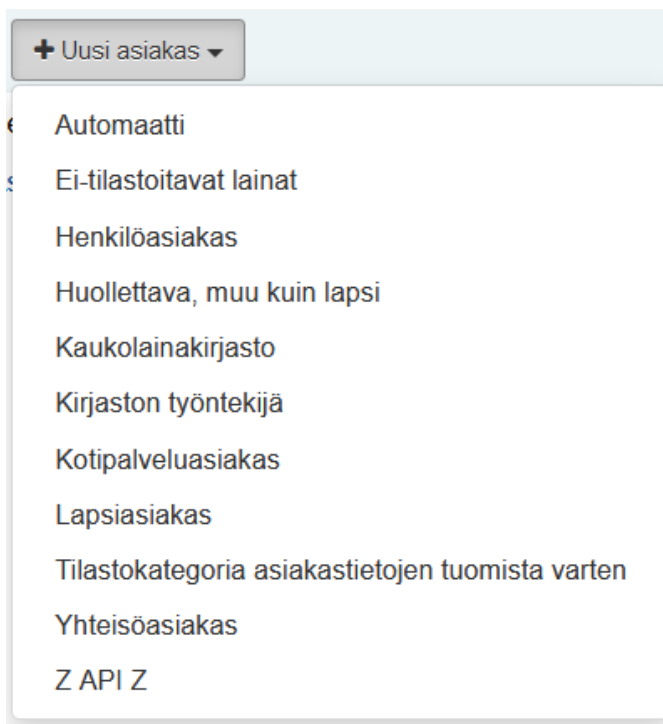 Uusi asiakas
Automaatti
Ei-tilastoitavat lainat
Henkilöasiakas
Huollettava, muu kuin lapsi
Kaukolainakirjasto
Kirjaston työntekijä
Kotipalveluasiakas
Lapsiasiakas
Tilastokategoria asiakastietojen tuomista varten
Yhteisöasiakas
Z API Z